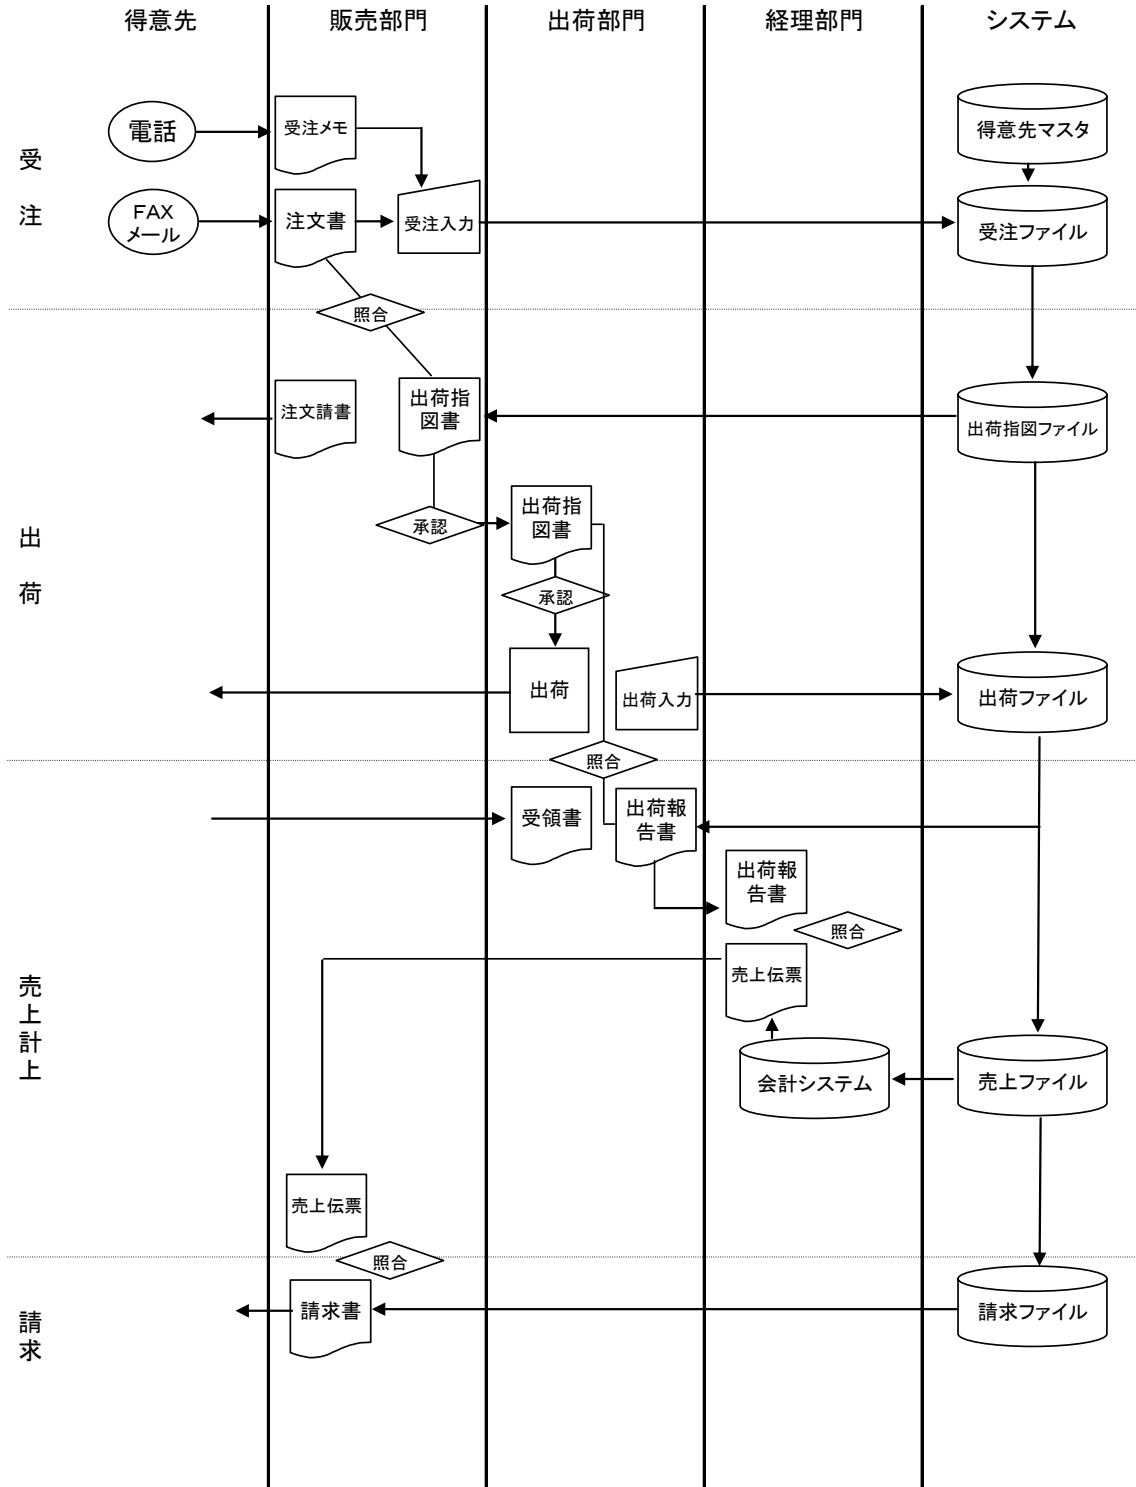 得意先 販売部門 出荷部門 経理部門 システム
受
注
電話
受注メモ
得意先マスタ
FAX
メール
注文書
受注入力
受注ファイル
照合
出
荷
注文請書
出荷指
図書
出荷指図ファイル
承認
出荷指
図書
承認
出荷
出荷入力
出荷ファイル
照合
売
上
計
上
受領書
出荷報
告書
出荷報
告書
照合
売上伝票
会計システム
売上ファイル
売上伝票
照合
請
求
請求書
請求ファイル